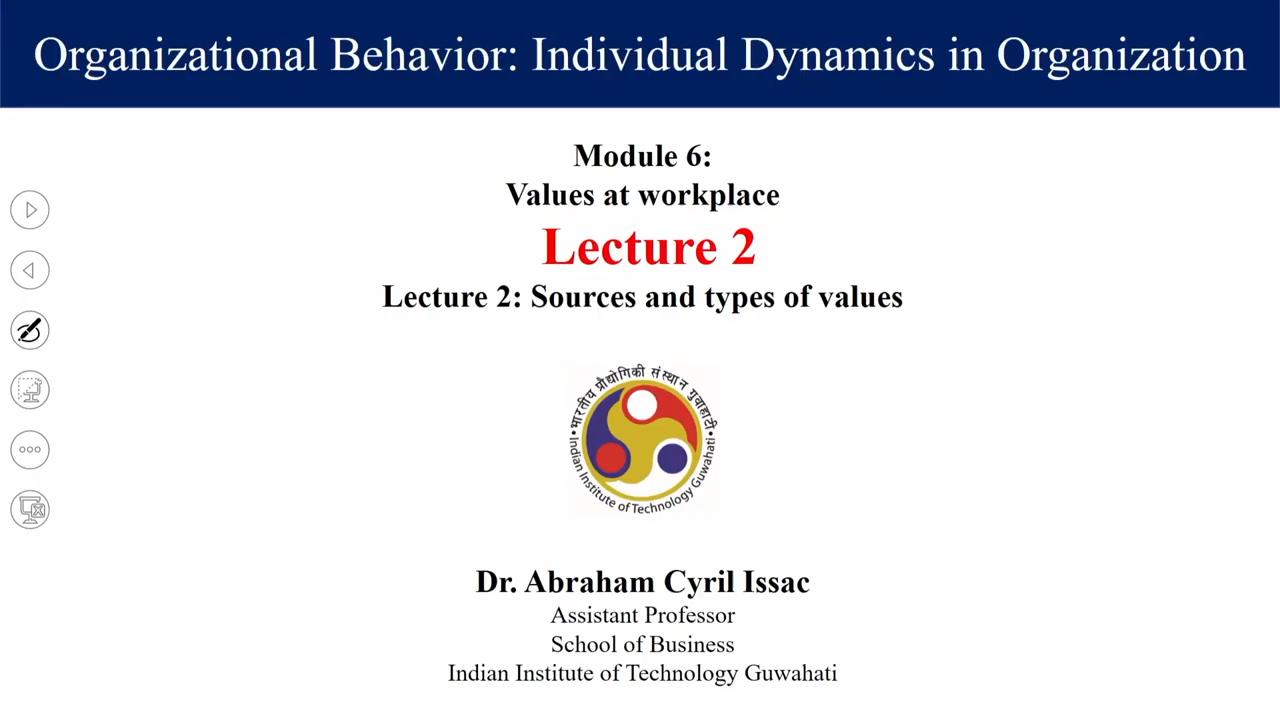 Organizational Behavior: Individual Dynamics in Organization
Module 6:
Values at workplace
Lecture 2
Lecture 2: Sources and types of values
भारतीय प्रौद्योगिकी संस्थान गुवाहाटी
Indian Institute of Technology Guwahati
Dr. Abraham Cyril Issac
Assistant Professor
School of Business
Indian Institute of Technology Guwahati